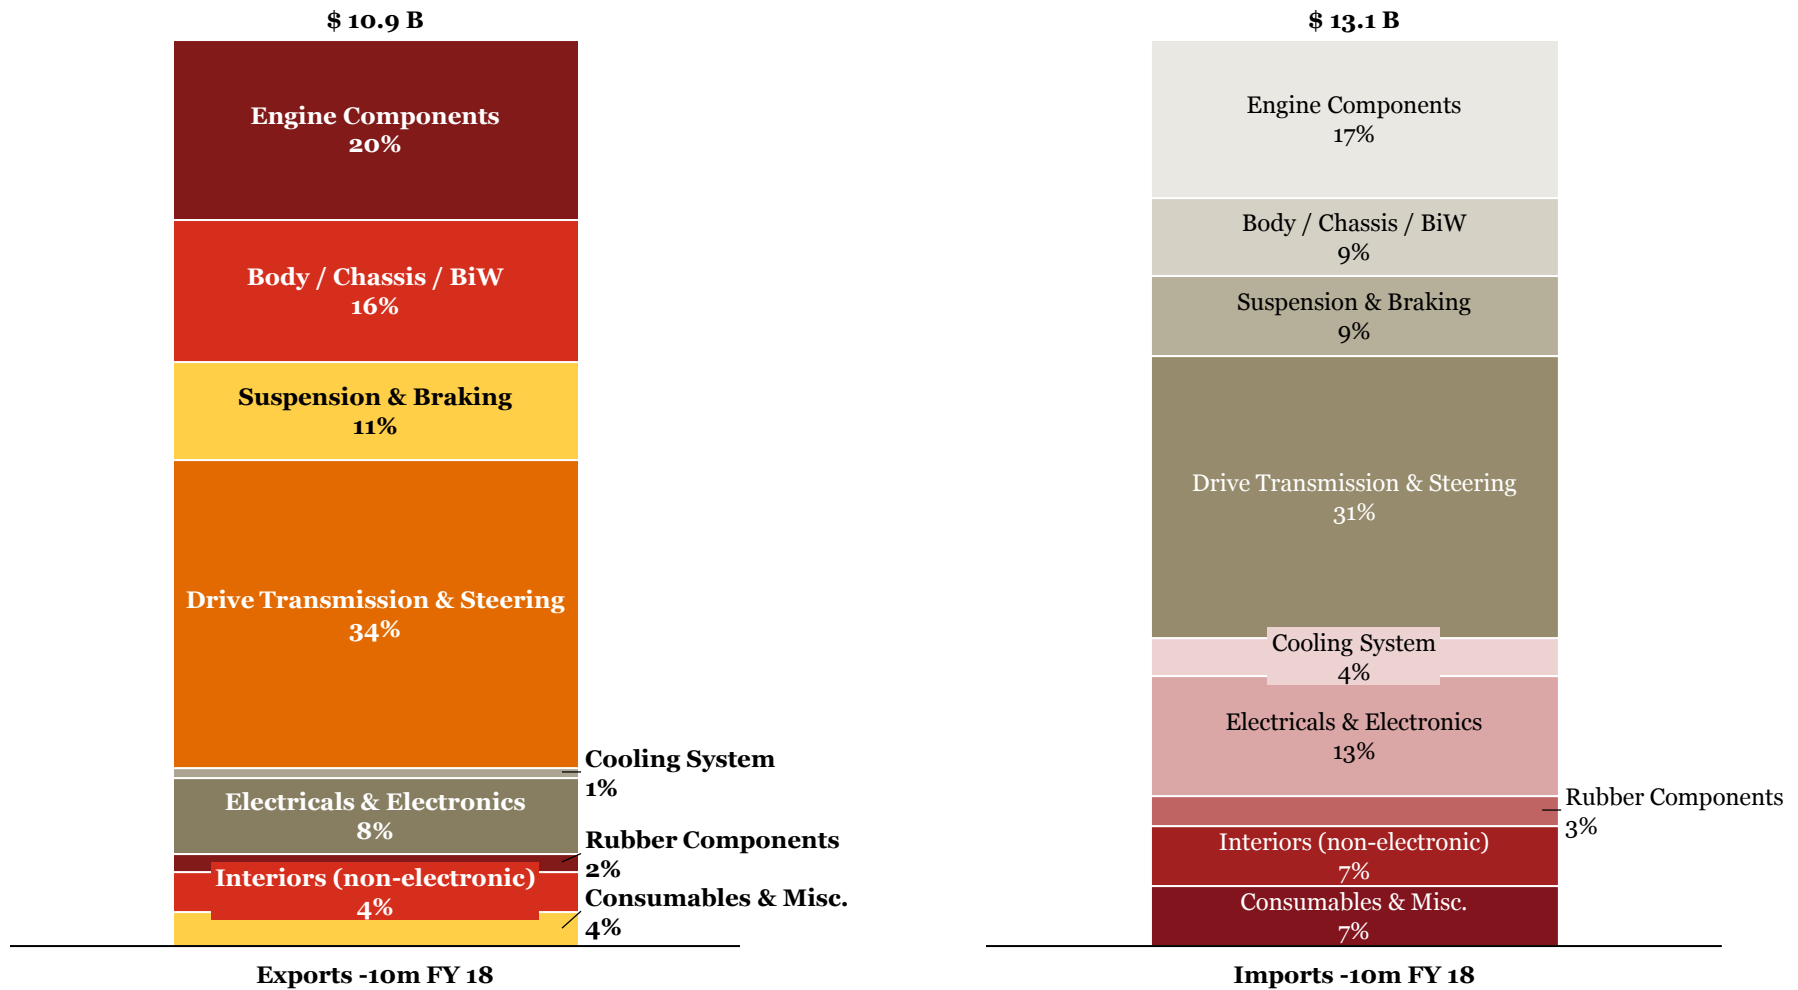 $ 10.9 B
Engine Components
20%
Body / Chassis / BiW
16%
Suspension & Braking
11%
Drive Transmission & Steering
34%
Cooling System
1%
Electricals & Electronics
8%
Rubber Components
2%
Interiors (non-electronic)
4%
Consumables & Misc.
4%
Exports -10m FY 18
$ 13.1 B
Engine Components
17%
Body / Chassis / BiW
9%
Suspension & Braking
9%
Drive Transmission & Steering
31%
Cooling System
4%
Electricals & Electronics
13%
Rubber Components
3%
Interiors (non-electronic)
7%
Consumables & Misc.
7%
Imports -10m FY 18